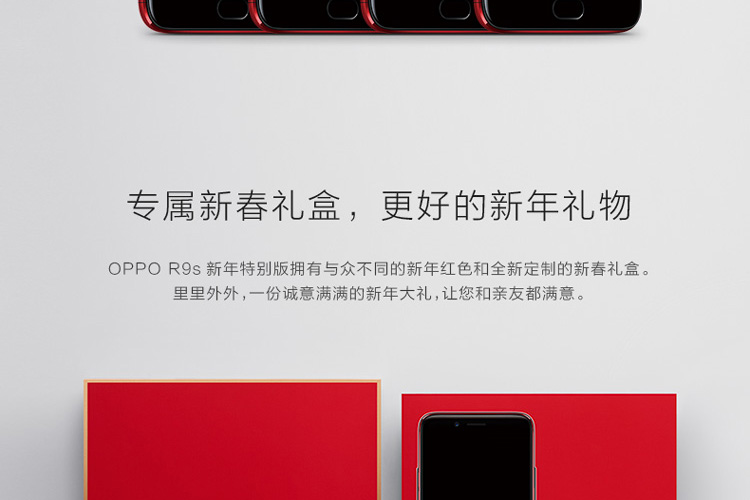 专属新春礼盒，更好的新年礼物
OPPO R9s 新年特别版拥有与众不同的新年红色和全新定制的新春礼盒。
里里外外，一份诚意满满的新年大礼，让您和亲友都满意。